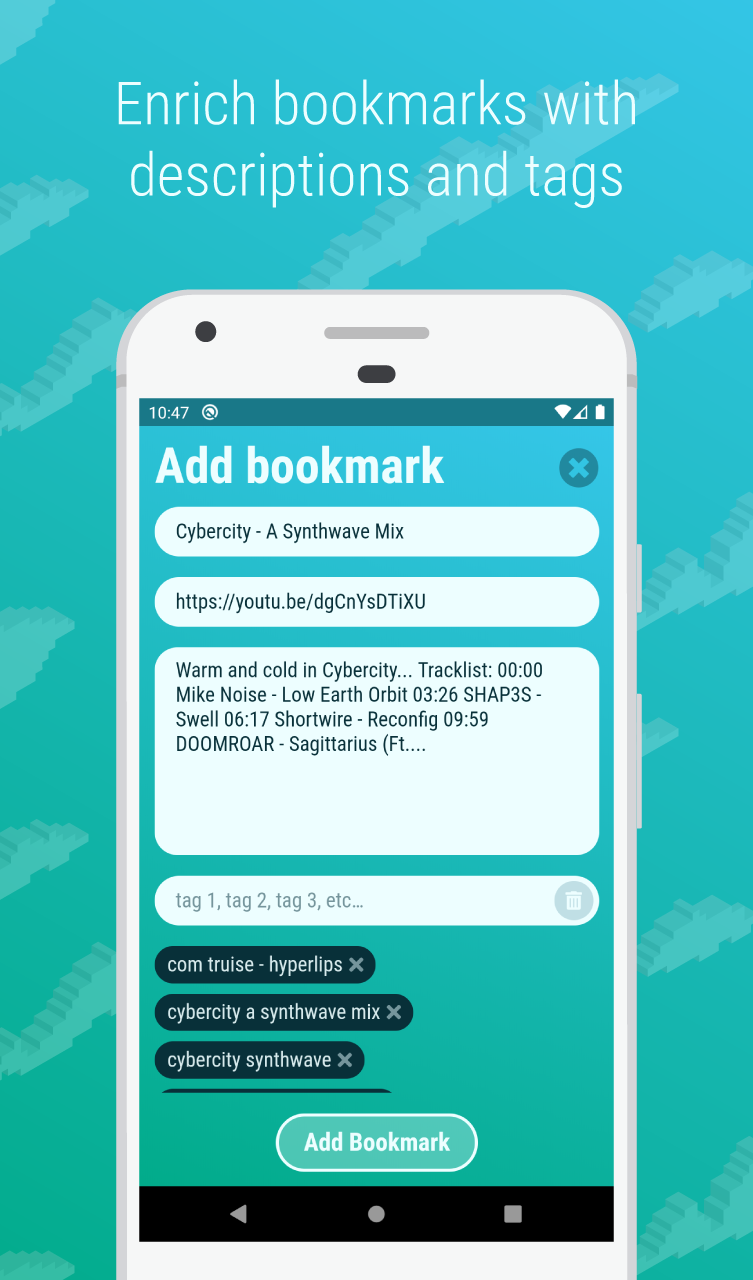 Enrich bookmarks with
descriptions and tags
10:47
Add bookmark
Cybercity - A Synthwave Mix
https://youtu.be/dgCnYsDTiXU
Warm and cold in Cybercity... Tracklist: 00:00
Mike Noise - Low Earth Orbit 03:26 SHAP3S -
Swell 06:17 Shortwire - Reconfig 09:59
DOOMROAR - Sagittarius (Ft....
tag 1, tag 2, tag 3, etc...
com truise - hyperlips
cybercity a synthwave mix
cybercity synthwave
Add Bookmark